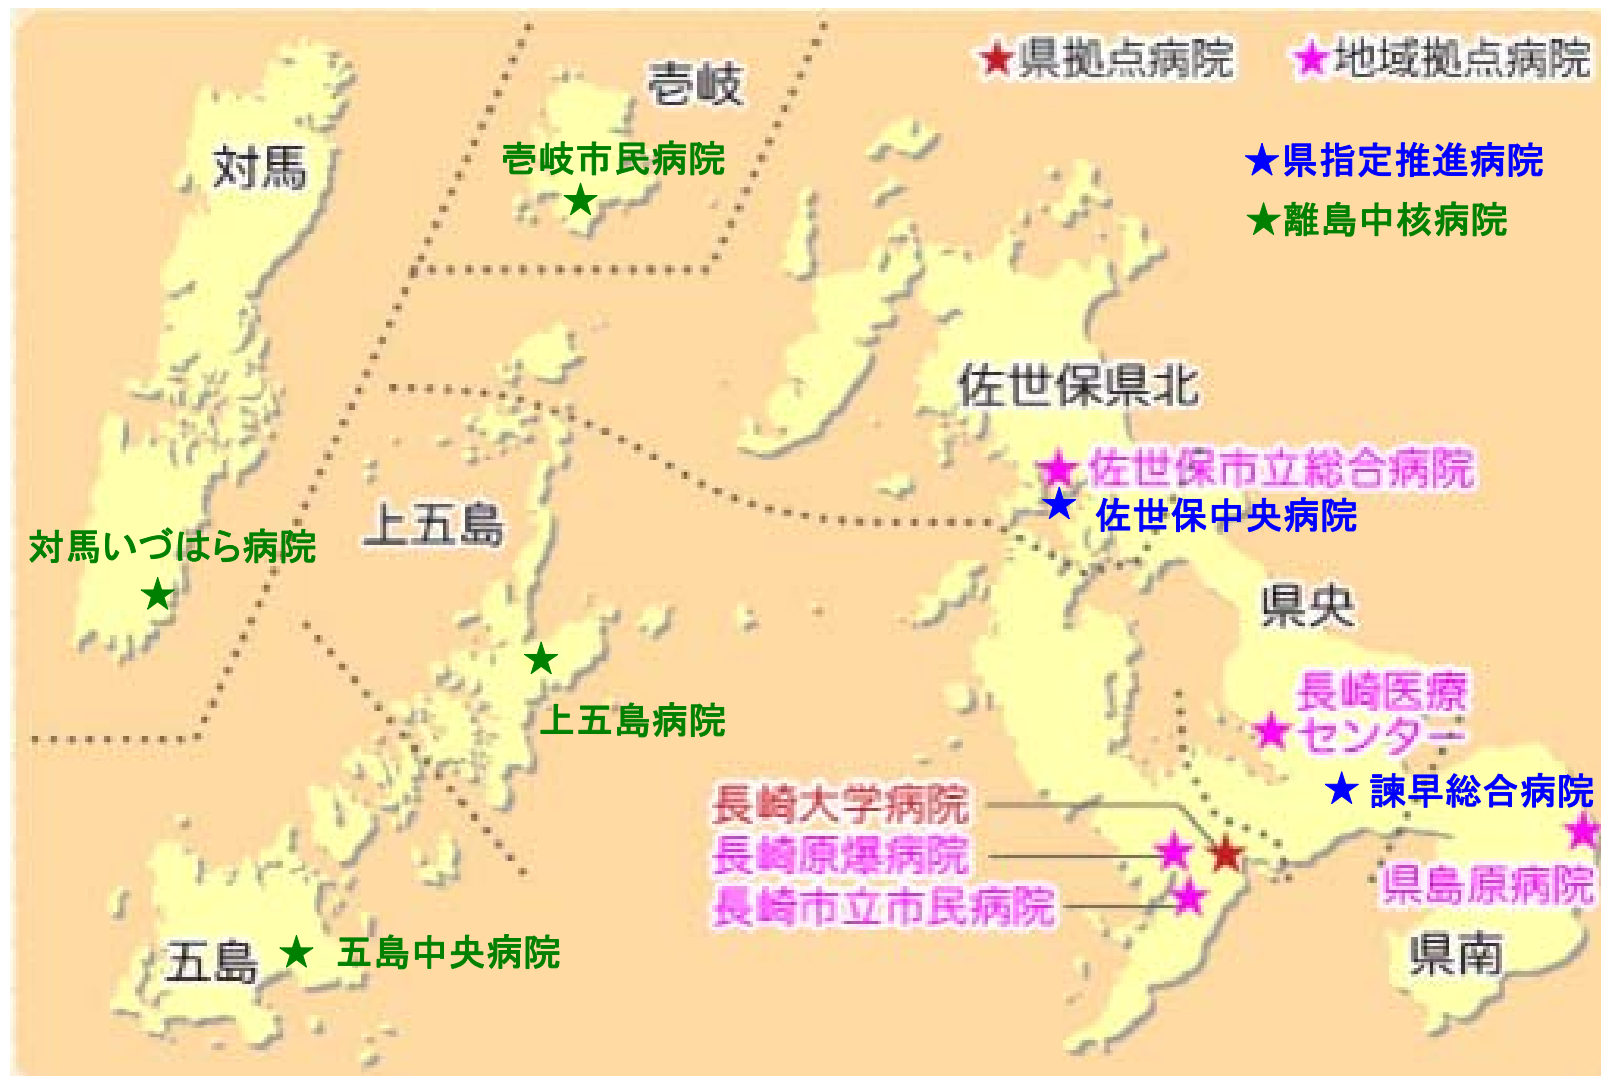 ★県拠点病院 ★地域拠点病院
★県指定推進病院
★離島中核病院
壱岐
壱岐市民病院
対馬
佐世保県北
佐世保市立総合病院
佐世保中央病院
上五島
対馬いづはら病院
県央
長崎医療
センター
上五島病院
諫早総合病院
長崎大学病院
長崎原爆病院
長崎市立市民病院
県島原病院
五島
五島中央病院
県南